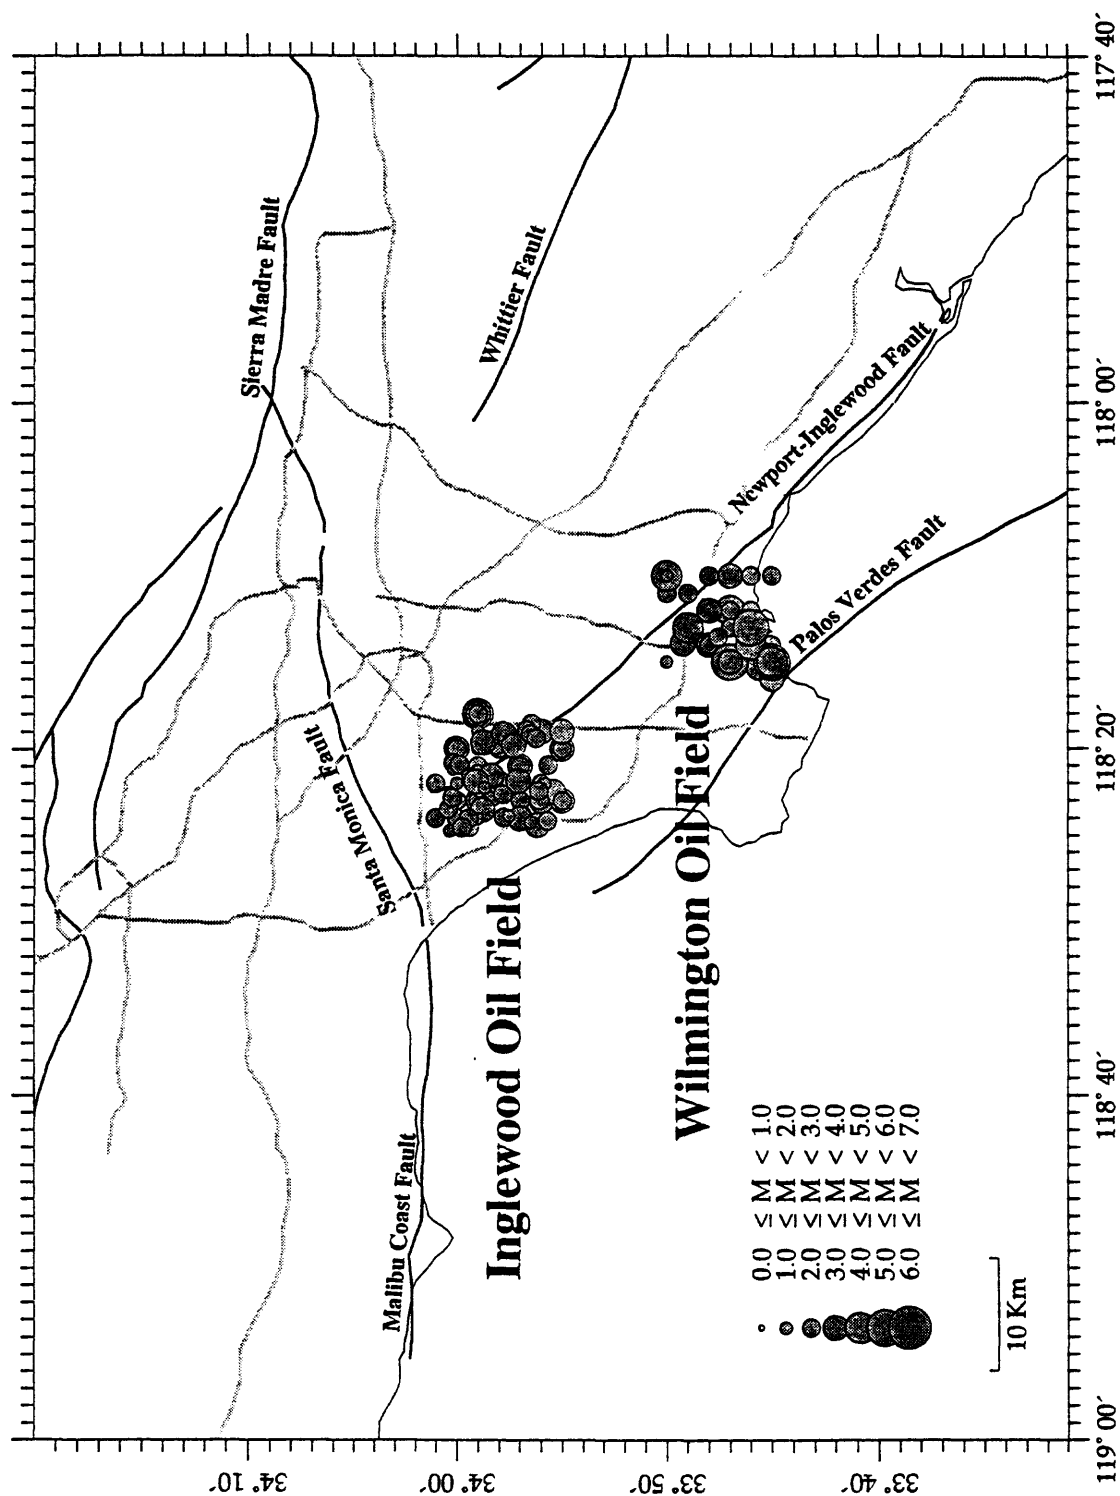 Sierra Madre Fault
Whittier Fault
Newport-Inglewood Fault
Palos Verdes Fault
Santa Monica Fault
Malibu Coast Fault
Inglewood Oil Field
Wilmington Oil Field
0.0 ≤ M < 1.0
1.0 ≤ M < 2.0
2.0 ≤ M < 3.0
3.0 ≤ M < 4.0
4.0 ≤ M < 5.0
5.0 ≤ M < 6.0
6.0 ≤ M < 7.0
10 Km
34° 10´
34° 00´
33° 50´
33° 40´
119° 00´
118° 40´
118° 20´
118° 00´
117° 40´